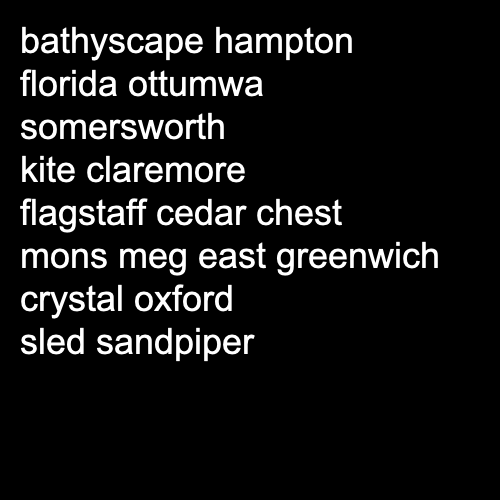 bathyscape hampton
florida ottumwa
somersworth
kite claremore
flagstaff cedar chest
mons meg east greenwich
crystal oxford
sled sandpiper